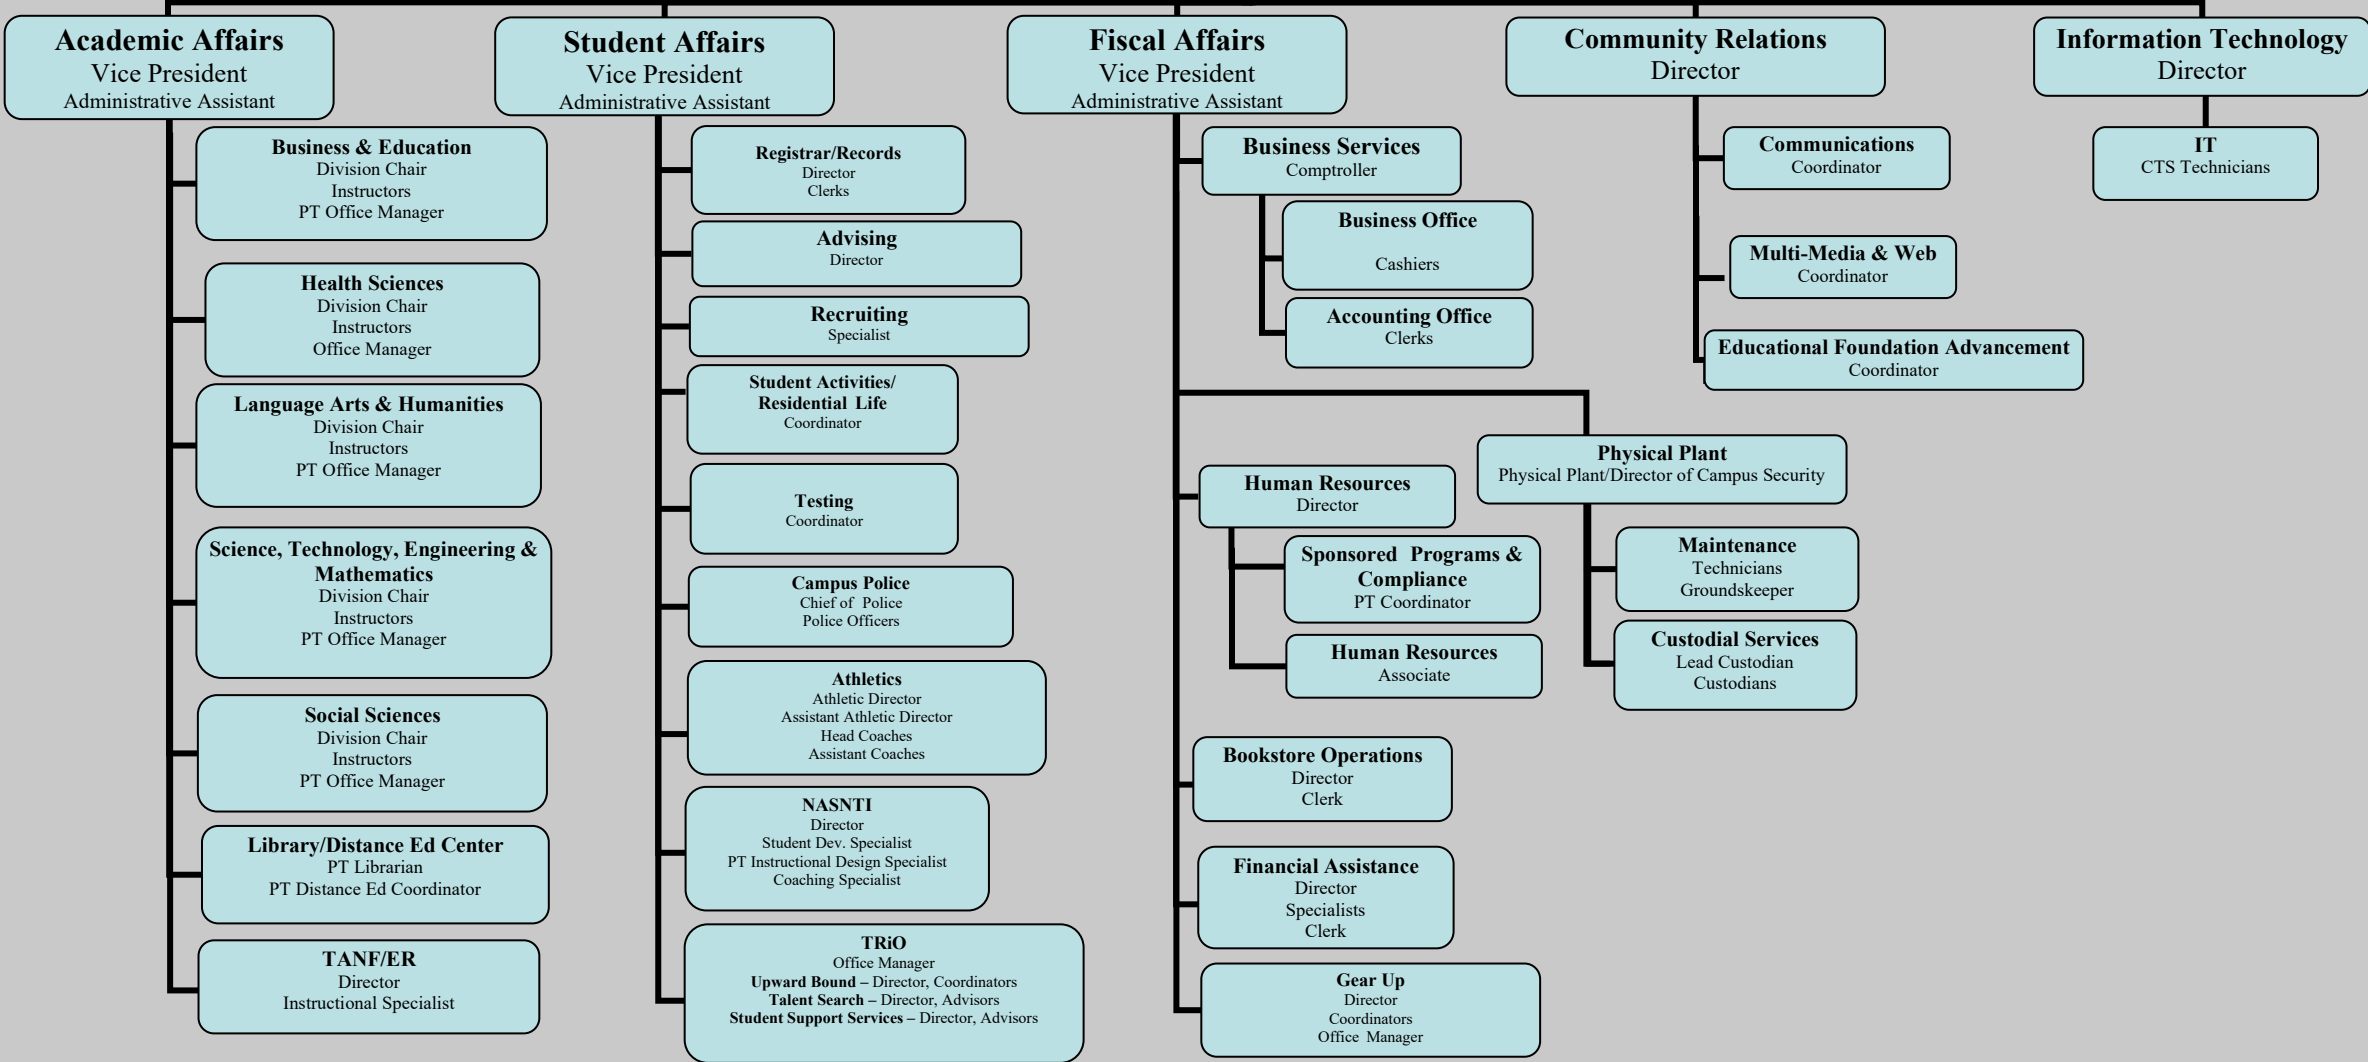 Academic Affairs
Vice President
Administrative Assistant
Business & Education
Division Chair
Instructors
PT Office Manager
Health Sciences
Division Chair
Instructors
Office Manager
Language Arts & Humanities
Division Chair
Instructors
PT Office Manager
Science, Technology, Engineering &
Mathematics
Division Chair
Instructors
PT Office Manager
Social Sciences
Division Chair
Instructors
PT Office Manager
Library/Distance Ed Center
PT Librarian
PT Distance Ed Coordinator
TANF/ER
Director
Instructional Specialist
Student Affairs
Vice President
Administrative Assistant
Registrar/Records
Director
Clerks
Advising
Director
Recruiting
Specialist
Student Activities/
Residential Life
Coordinator
Testing
Coordinator
Campus Police
Chief of Police
Police Officers
Athletics
Athletic Director
Assistant Athletic Director
Head Coaches
Assistant Coaches
NASNTI
Director
Student Dev. Specialist
PT Instructional Design Specialist
Coaching Specialist
TRiO
Office Manager
Upward Bound – Director, Coordinators
Talent Search – Director, Advisors
Student Support Services – Director, Advisors
Fiscal Affairs
Vice President
Administrative Assistant
Business Services
Comptroller
Business Office
Cashiers
Accounting Office
Clerks
Human Resources
Director
Sponsored Programs &
Compliance
PT Coordinator
Human Resources
Associate
Physical Plant
Physical Plant/Director of Campus Security
Maintenance
Technicians
Groundskeeper
Custodial Services
Lead Custodian
Custodians
Bookstore Operations
Director
Clerk
Financial Assistance
Director
Specialists
Clerk
Gear Up
Director
Coordinators
Office Manager
Community Relations
Director
Communications
Coordinator
Multi-Media & Web
Coordinator
Educational Foundation Advancement
Coordinator
Information Technology
Director
IT
CTS Technicians